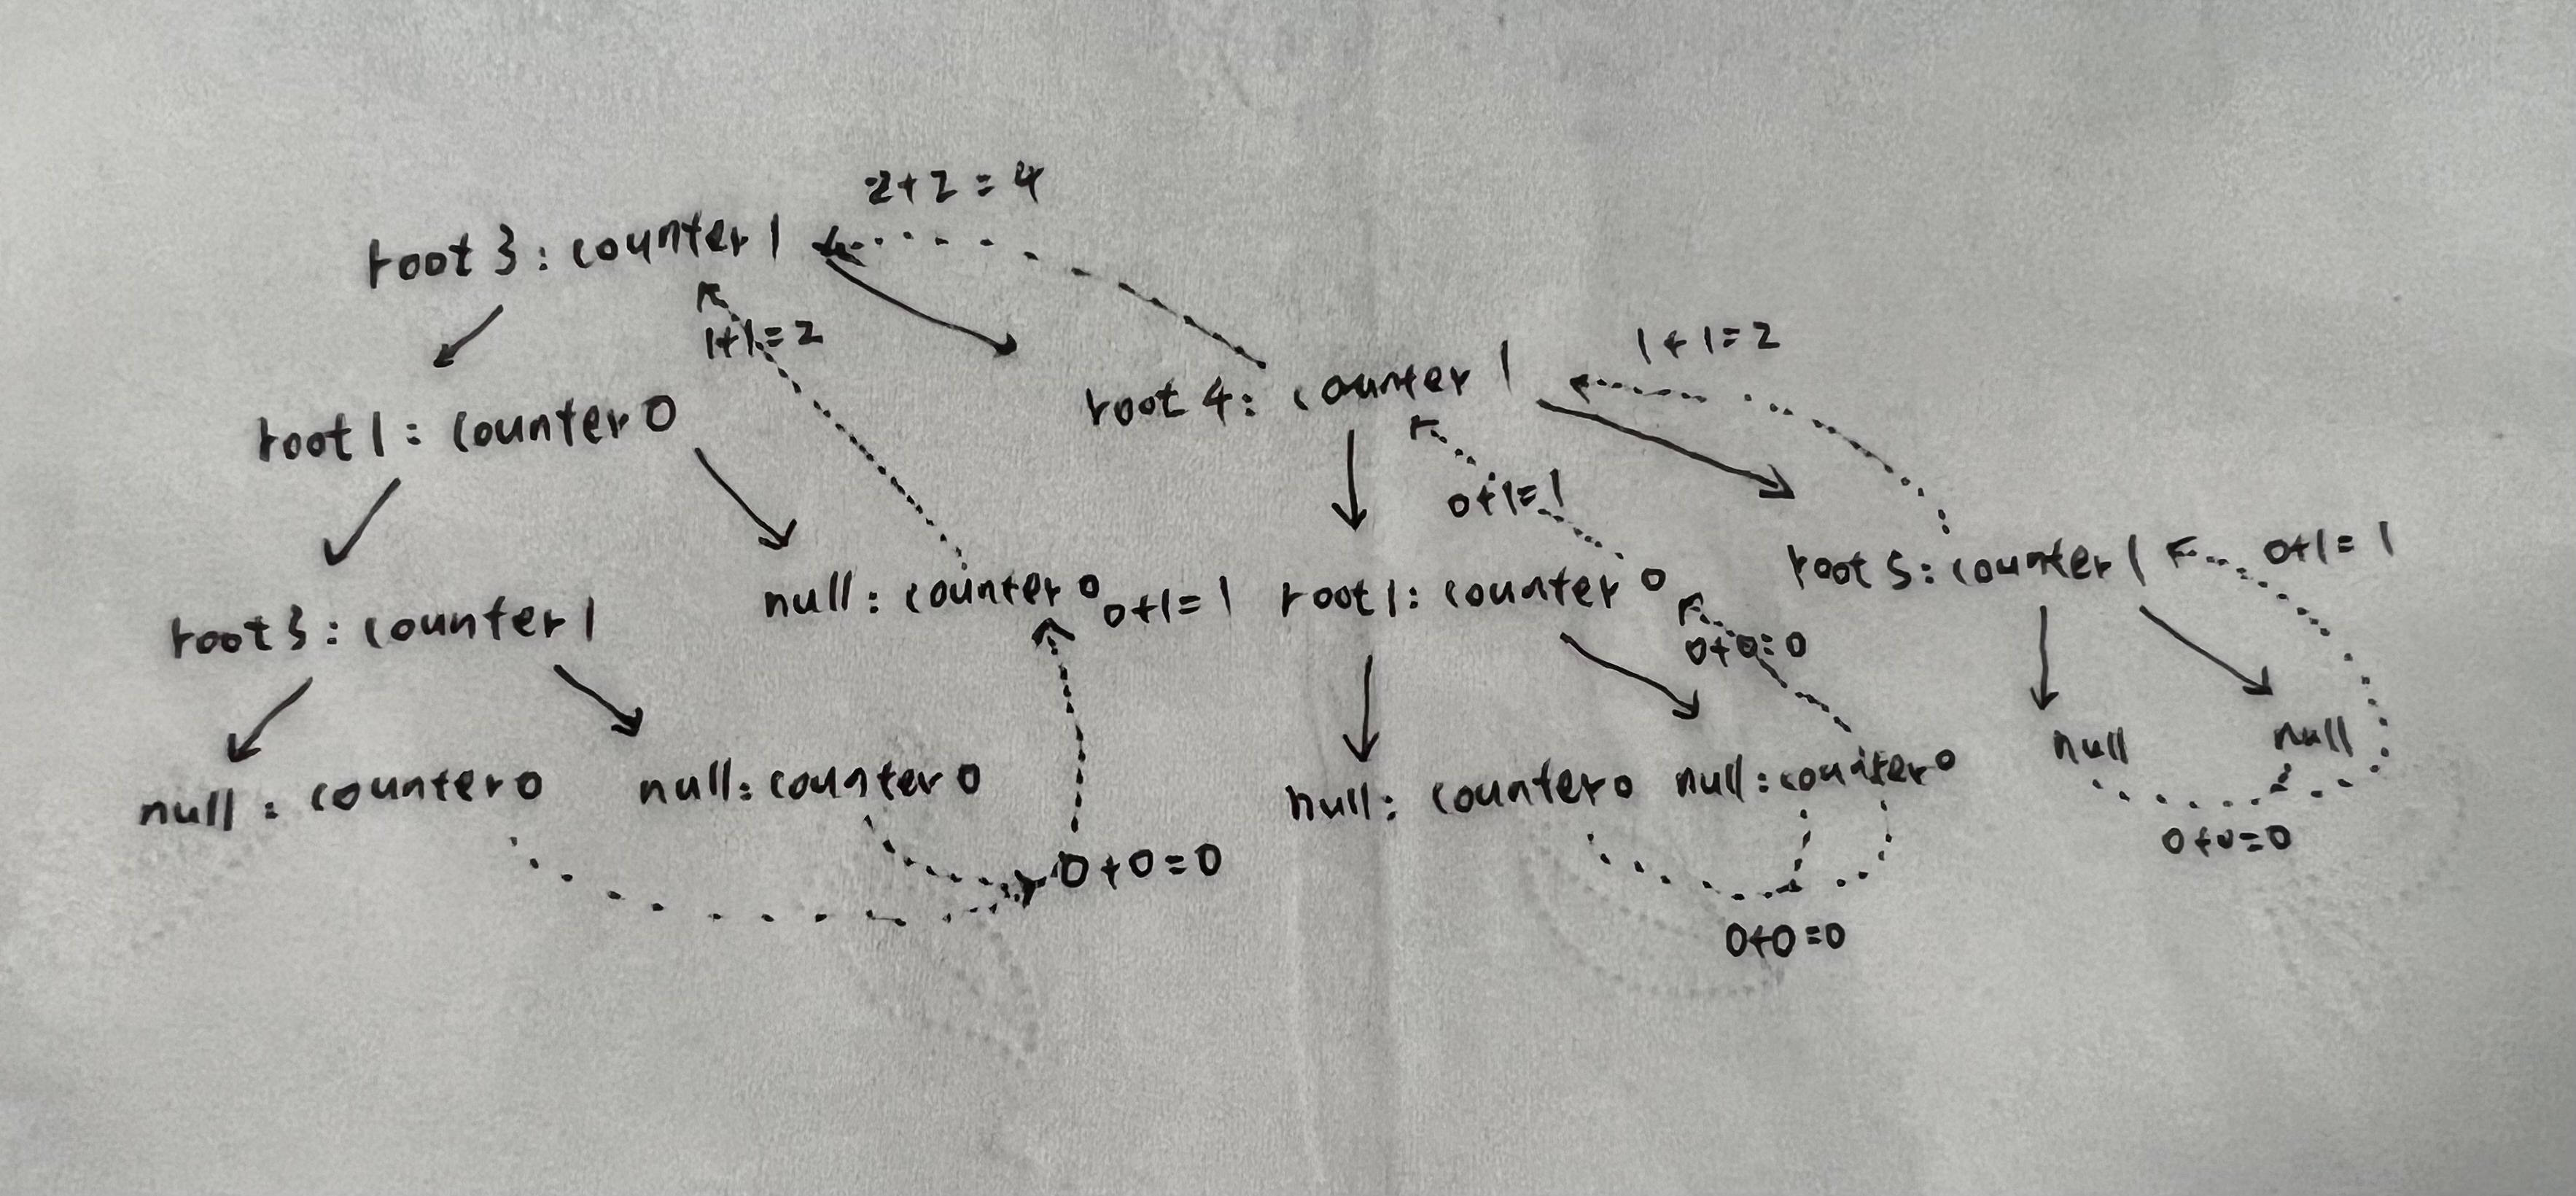 2+2=4
root 3: counter 1
1+1=2
1+1=2
root 4: counter 1
root 1: counter 0
0+1=1
root 5: counter 1
0+1=1
null: counter 0
0+1=1
root 1: counter 0
root 3: counter 1
0+0=0
null
null
null: counter 0
null: counter 0
null: counter 0
null: counter 0
0+0=0
0+0=0
0+0=0